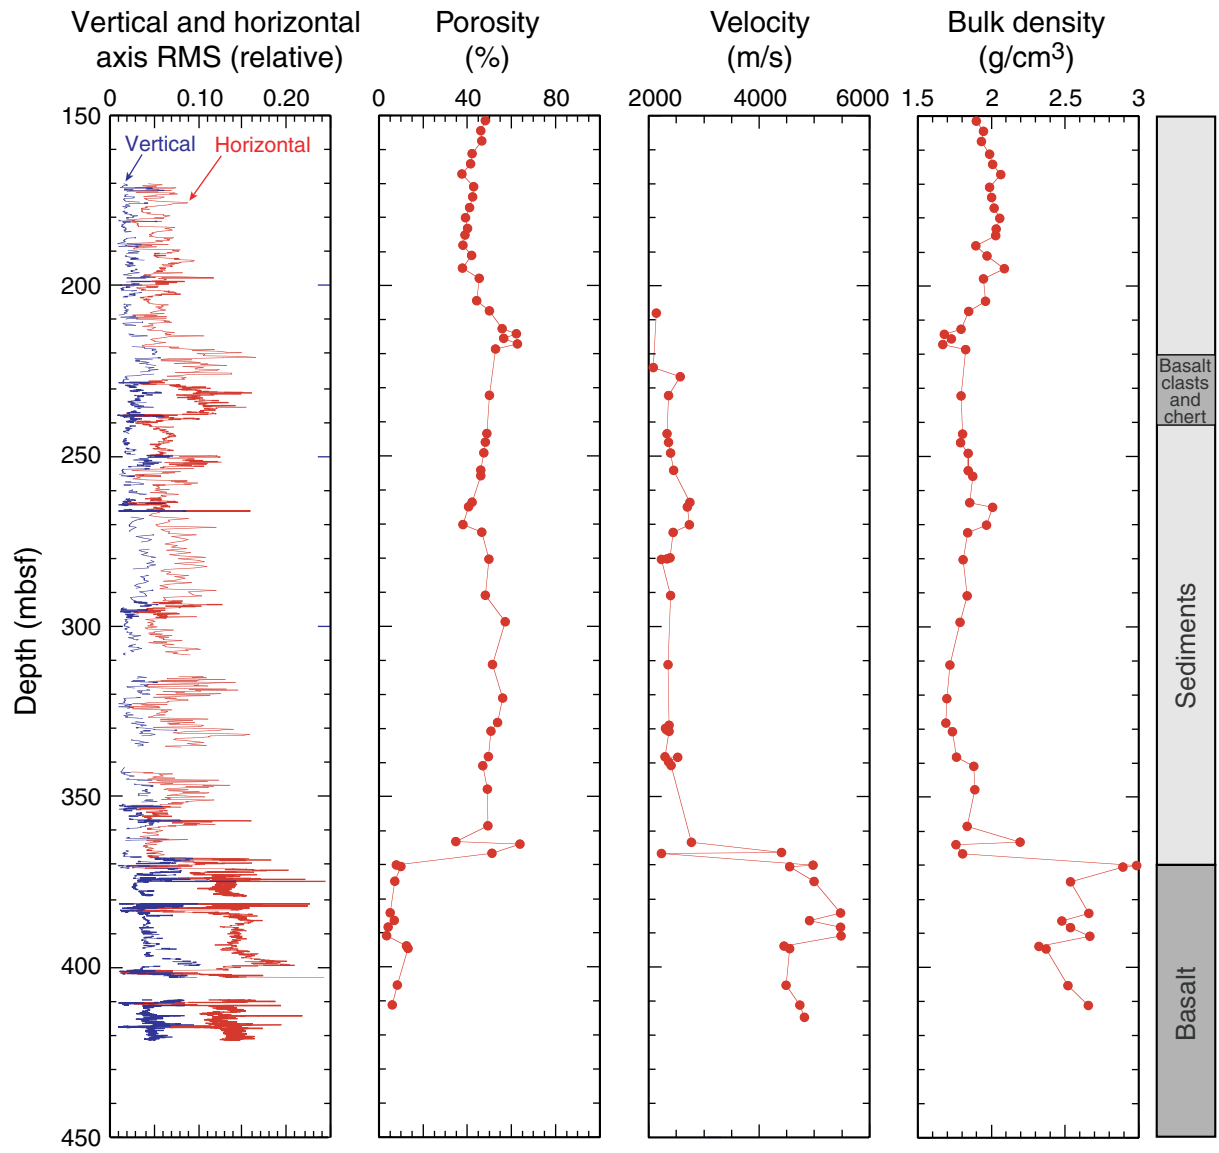 Vertical and horizontal
axis RMS (relative)
Porosity
(%)
Velocity
(m/s)
Bulk density
(g/cm3)
0 0.10 0.20
0 40 80
2000 4000 6000
1.5 2 2.5 3
150
200
250
300
350
400
450
Depth (mbsf)
Vertical
Horizontal
Basalt
clasts
and
chert
Sediments
Basalt